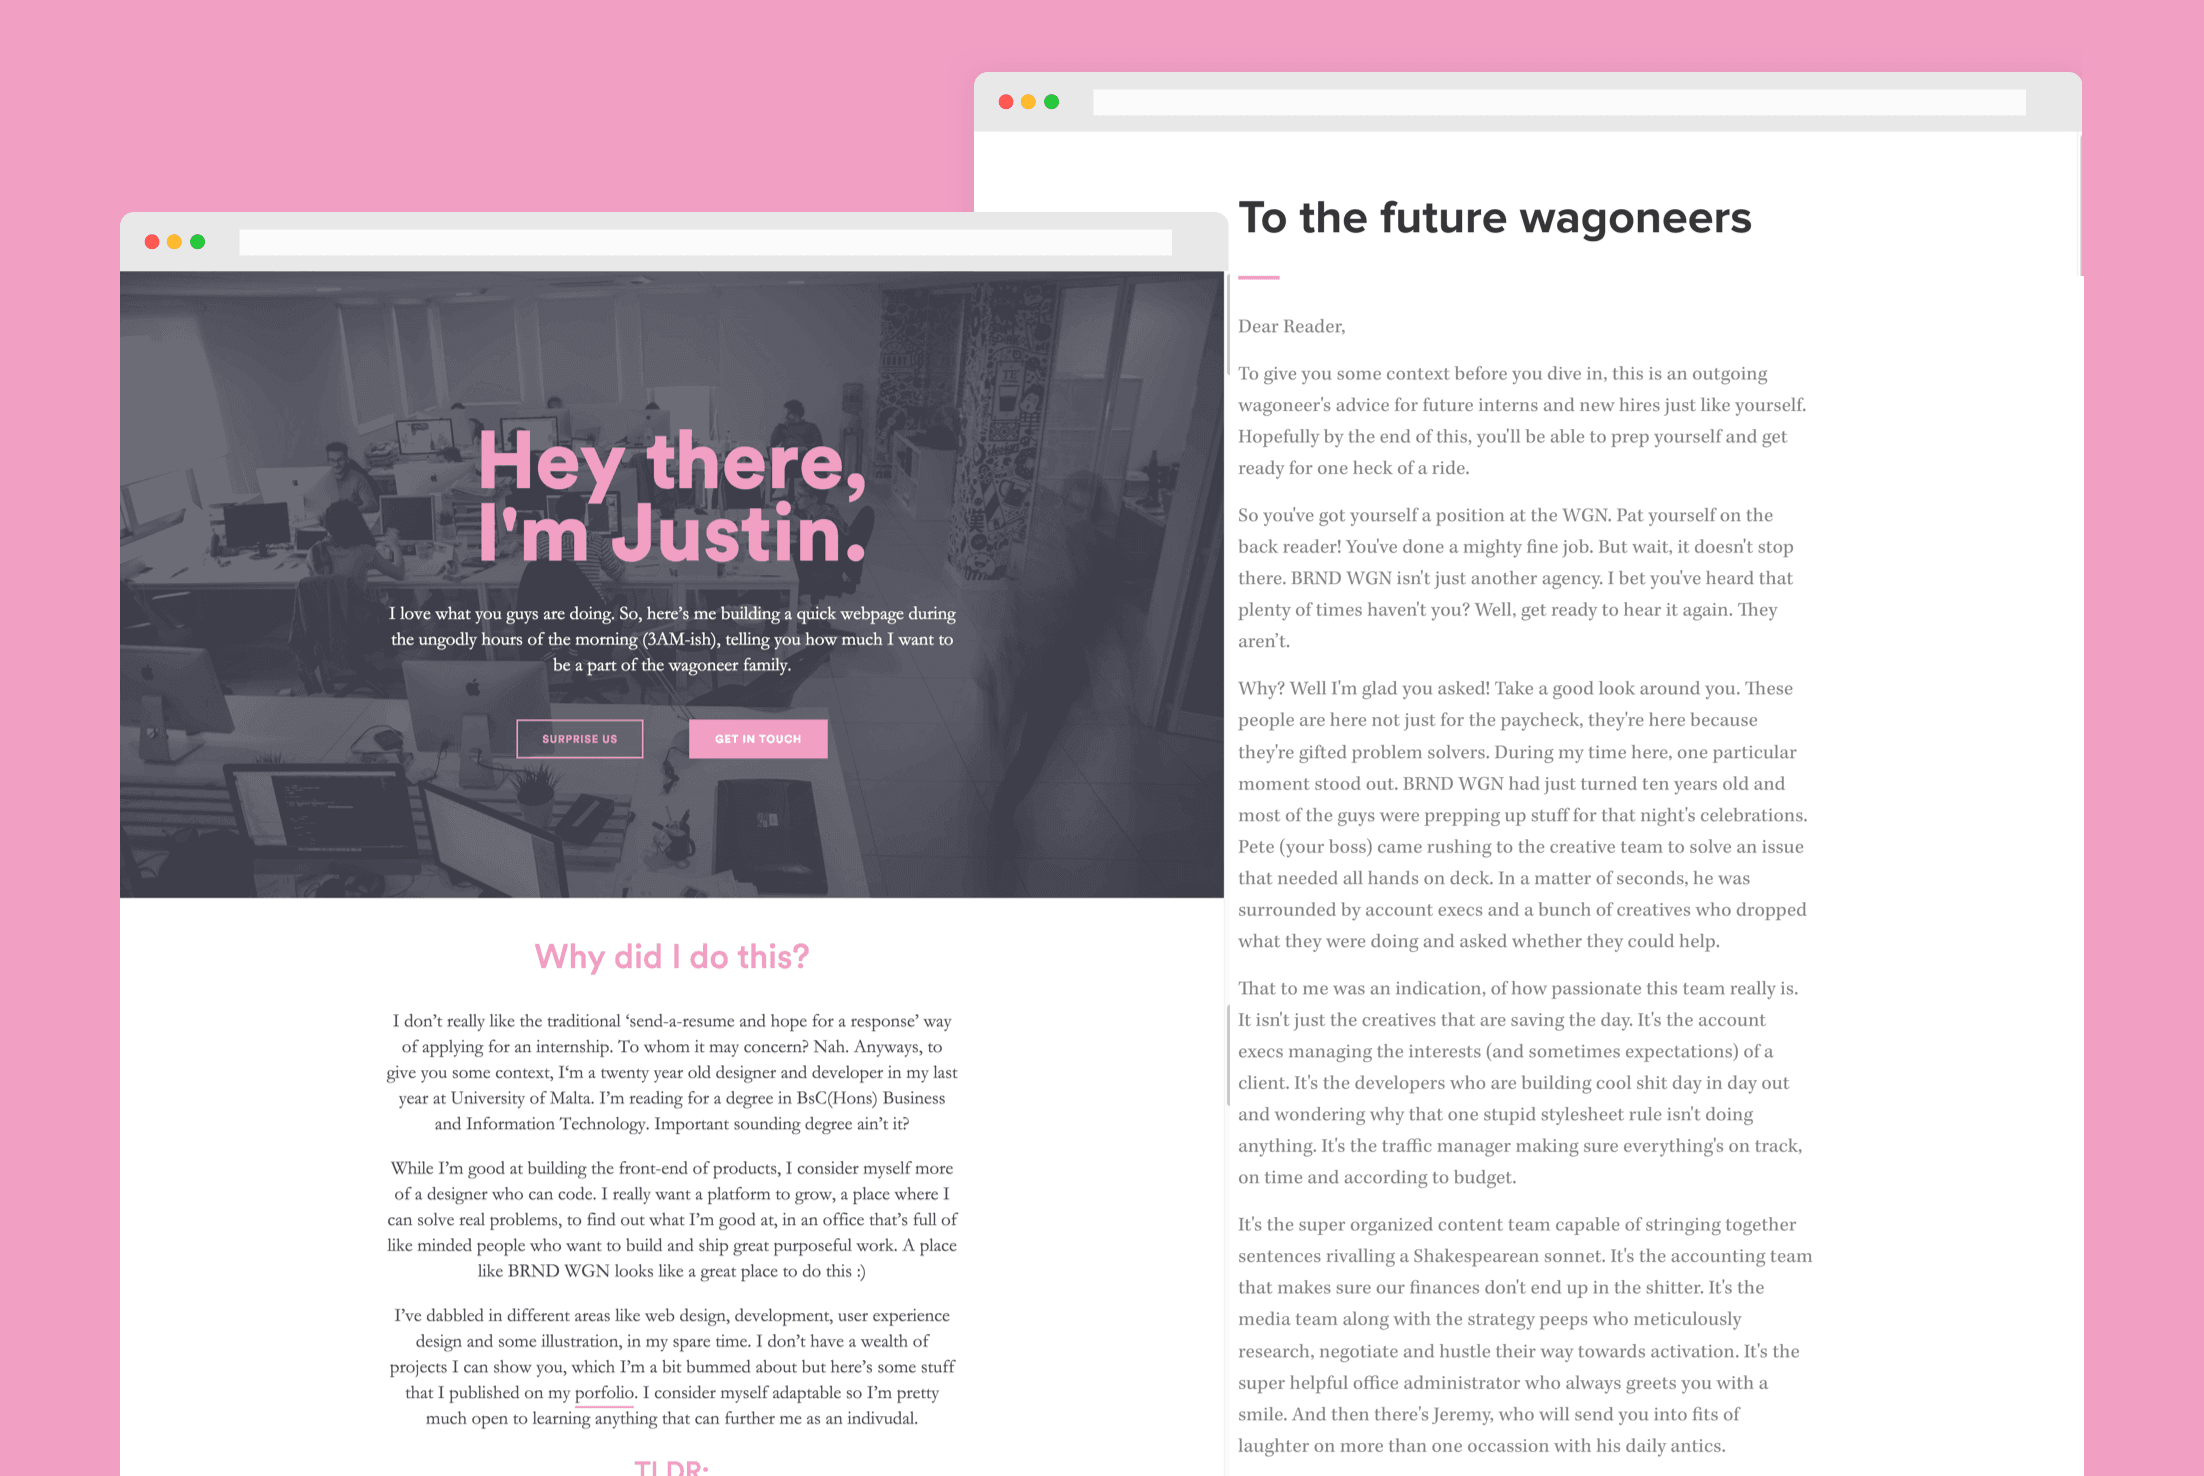 Hey there,
I'm Justin.
I love what you guys are doing. So, here’s me building a quick webpage during
the ungodly hours of the morning (3AM-ish), telling you how much I want to
be a part of the wagoneer family.
SURPRISE US
GET IN TOUCH
Why did I do this?
I don’t really like the traditional ‘send-a-resume and hope for a response’ way
of applying for an internship. To whom it may concern? Nah. Anyways, to
give you some context, I‘m a twenty year old designer and developer in my last
year at University of Malta. I’m reading for a degree in BsC(Hons) Business
and Information Technology. Important sounding degree ain’t it?
While I’m good at building the front-end of products, I consider myself more
of a designer who can code. I really want a platform to grow, a place where I
can solve real problems, to find out what I’m good at, in an office that’s full of
like minded people who want to build and ship great purposeful work. A place
like BRND WGN looks like a great place to do this :)
I’ve dabbled in different areas like web design, development, user experience
design and some illustration, in my spare time. I don’t have a wealth of
projects I can show you, which I’m a bit bummed about but here’s some stuff
that I published on my porfolio. I consider myself adaptable so I’m pretty
much open to learning anything that can further me as an indivudal.
TLDR:
To the future wagoneers
Dear Reader,
To give you some context before you dive in, this is an outgoing
wagoneer's advice for future interns and new hires just like yourself.
Hopefully by the end of this, you'll be able to prep yourself and get
ready for one heck of a ride.
So you've got yourself a position at the WGN. Pat yourself on the
back reader! You've done a mighty fine job. But wait, it doesn't stop
there. BRND WGN isn't just another agency. I bet you've heard that
plenty of times haven't you? Well, get ready to hear it again. They
aren’t.
Why? Well I'm glad you asked! Take a good look around you. These
people are here not just for the paycheck, they're here because
they're gifted problem solvers. During my time here, one particular
moment stood out. BRND WGN had just turned ten years old and
most of the guys were prepping up stuff for that night's celebrations.
Pete (your boss) came rushing to the creative team to solve an issue
that needed all hands on deck. In a matter of seconds, he was
surrounded by account execs and a bunch of creatives who dropped
what they were doing and asked whether they could help.
That to me was an indication, of how passionate this team really is.
It isn't just the creatives that are saving the day. It's the account
execs managing the interests (and sometimes expectations) of a
client. It's the developers who are building cool shit day in day out
and wondering why that one stupid stylesheet rule isn't doing
anything. It's the traffic manager making sure everything's on track,
on time and according to budget.
It's the super organized content team capable of stringing together
sentences rivalling a Shakespearean sonnet. It's the accounting team
that makes sure our finances don't end up in the shitter. It's the
media team along with the strategy peeps who meticulously
research, negotiate and hustle their way towards activation. It's the
super helpful office administrator who always greets you with a
smile. And then there's Jeremy, who will send you into fits of
laughter on more than one occassion with his daily antics.